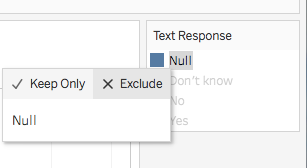 Text Response
Null
Don't know
No
Yes
Keep Only Exclude
Null